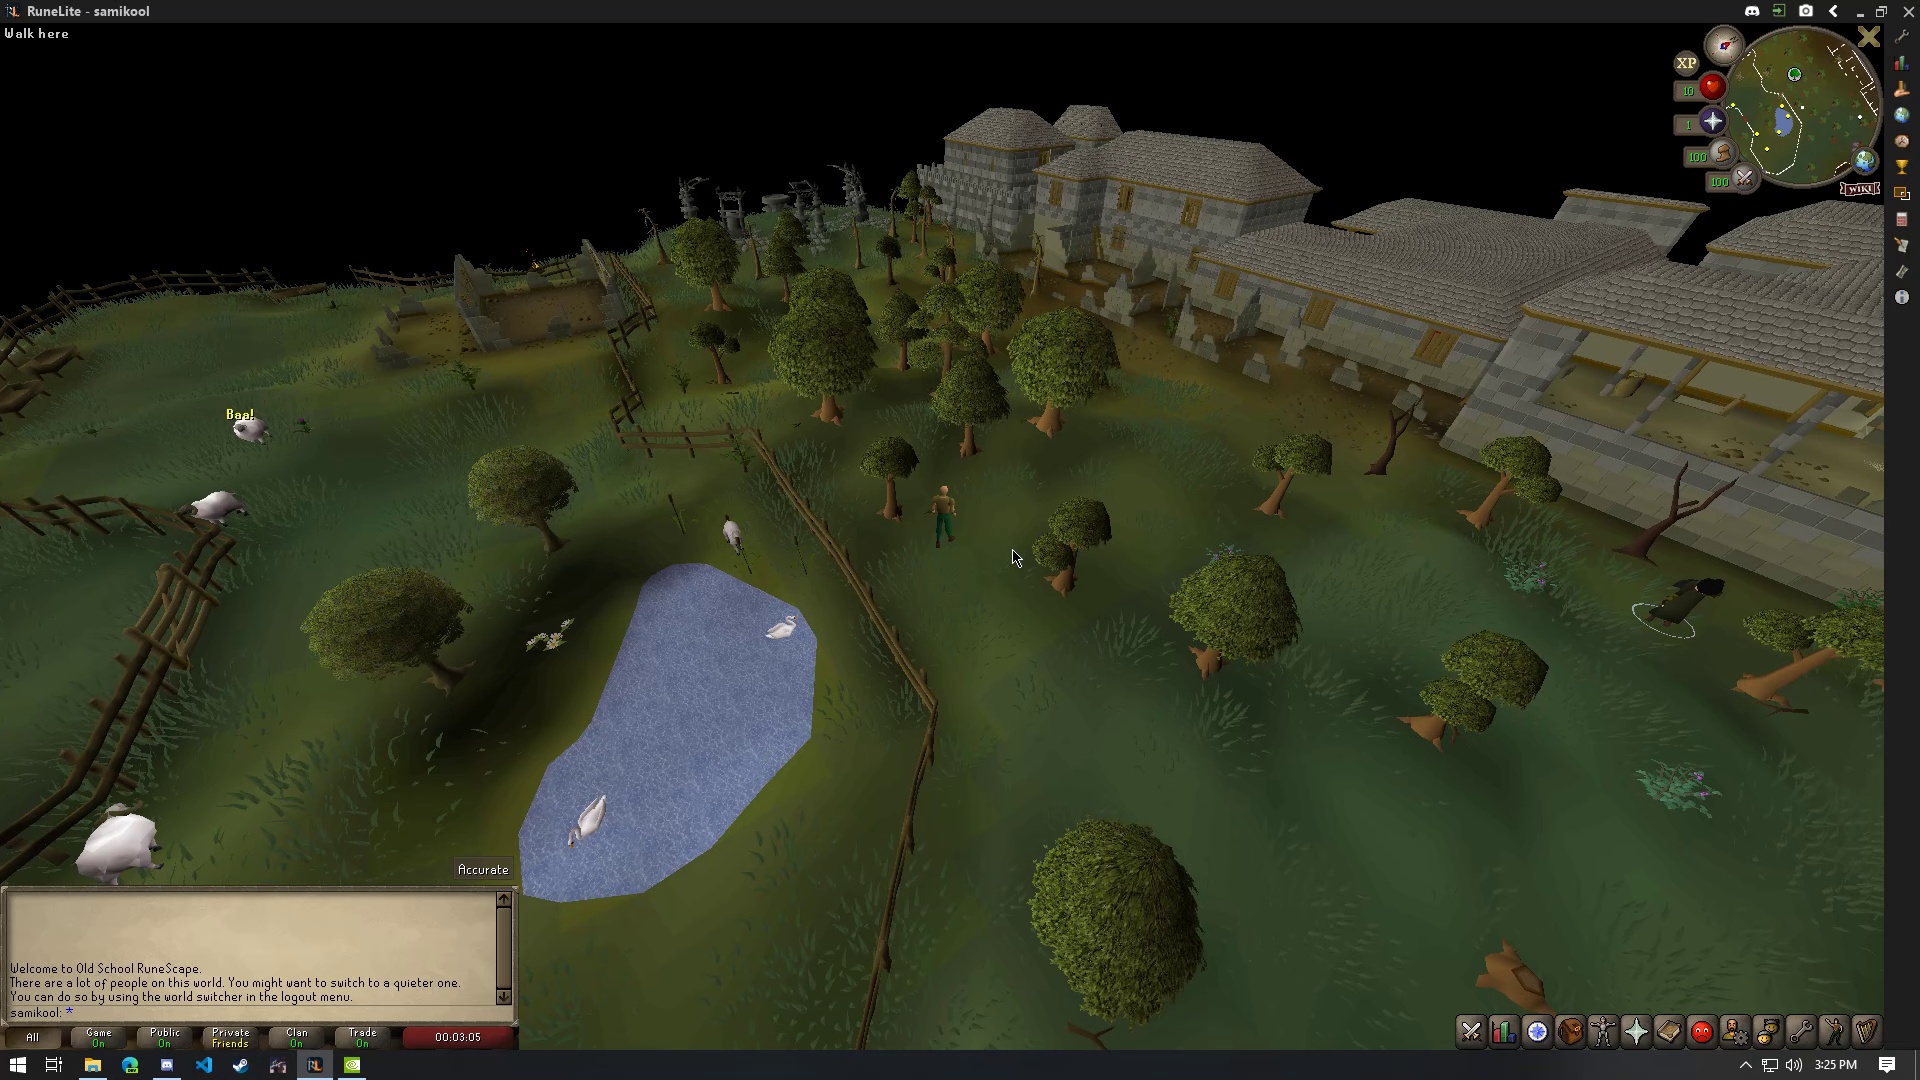 RuneLite - samikool
Walk here
XP
10
1
100
100
WIKI
Baa!
Accurate
Welcome to Old School RuneScape.
There are a lot of people on this world. You might want to switch to a quieter one.
You can do so by using the world switcher in the logout menu.
samikool: *
All
Game
On
Public
On
Private
Friends
Clan
On
Trade
On
00:03:05
3:25 PM